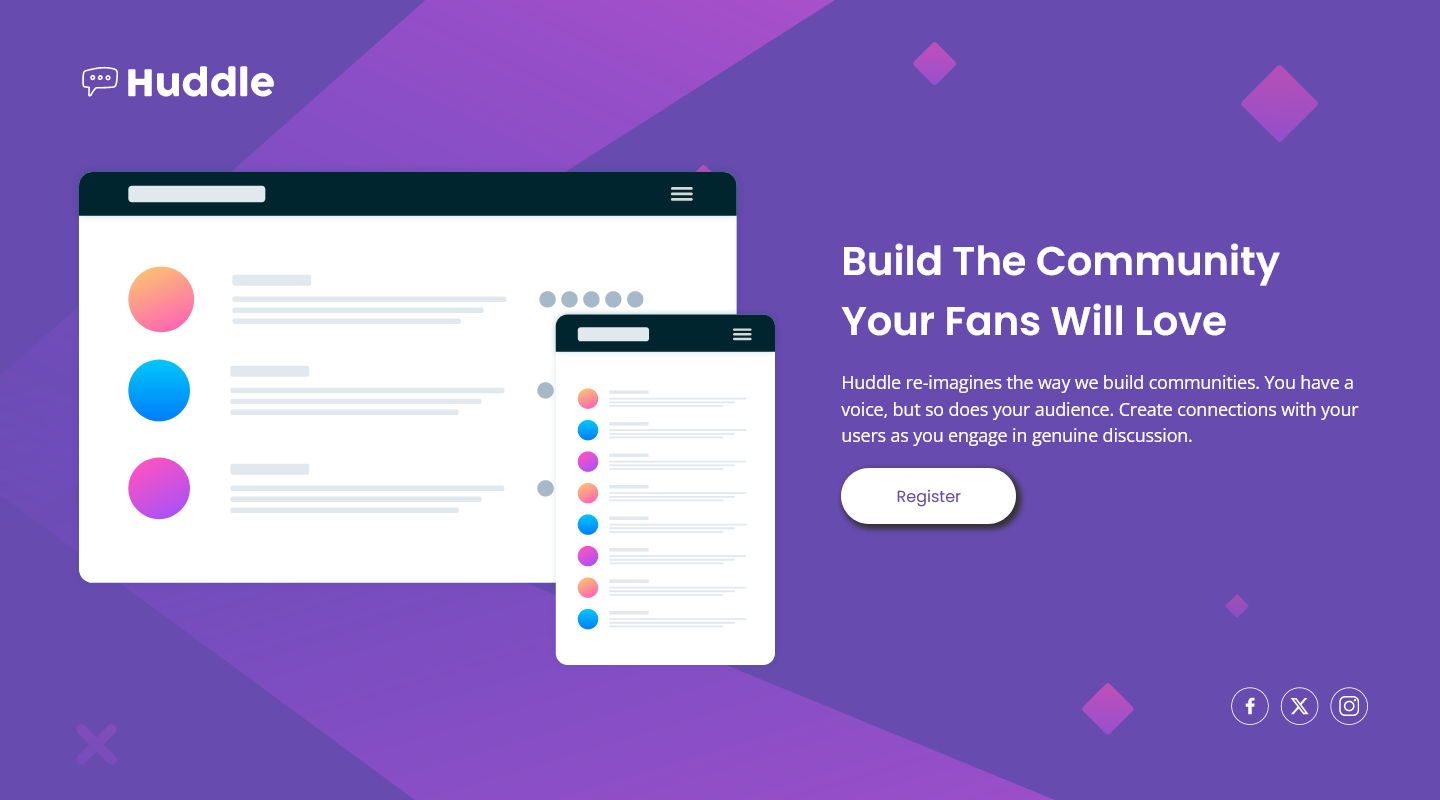 Huddle
Build The Community
Your Fans Will Love
Huddle re-imagines the way we build communities. You have a
voice, but so does your audience. Create connections with your
users as you engage in genuine discussion.
Register